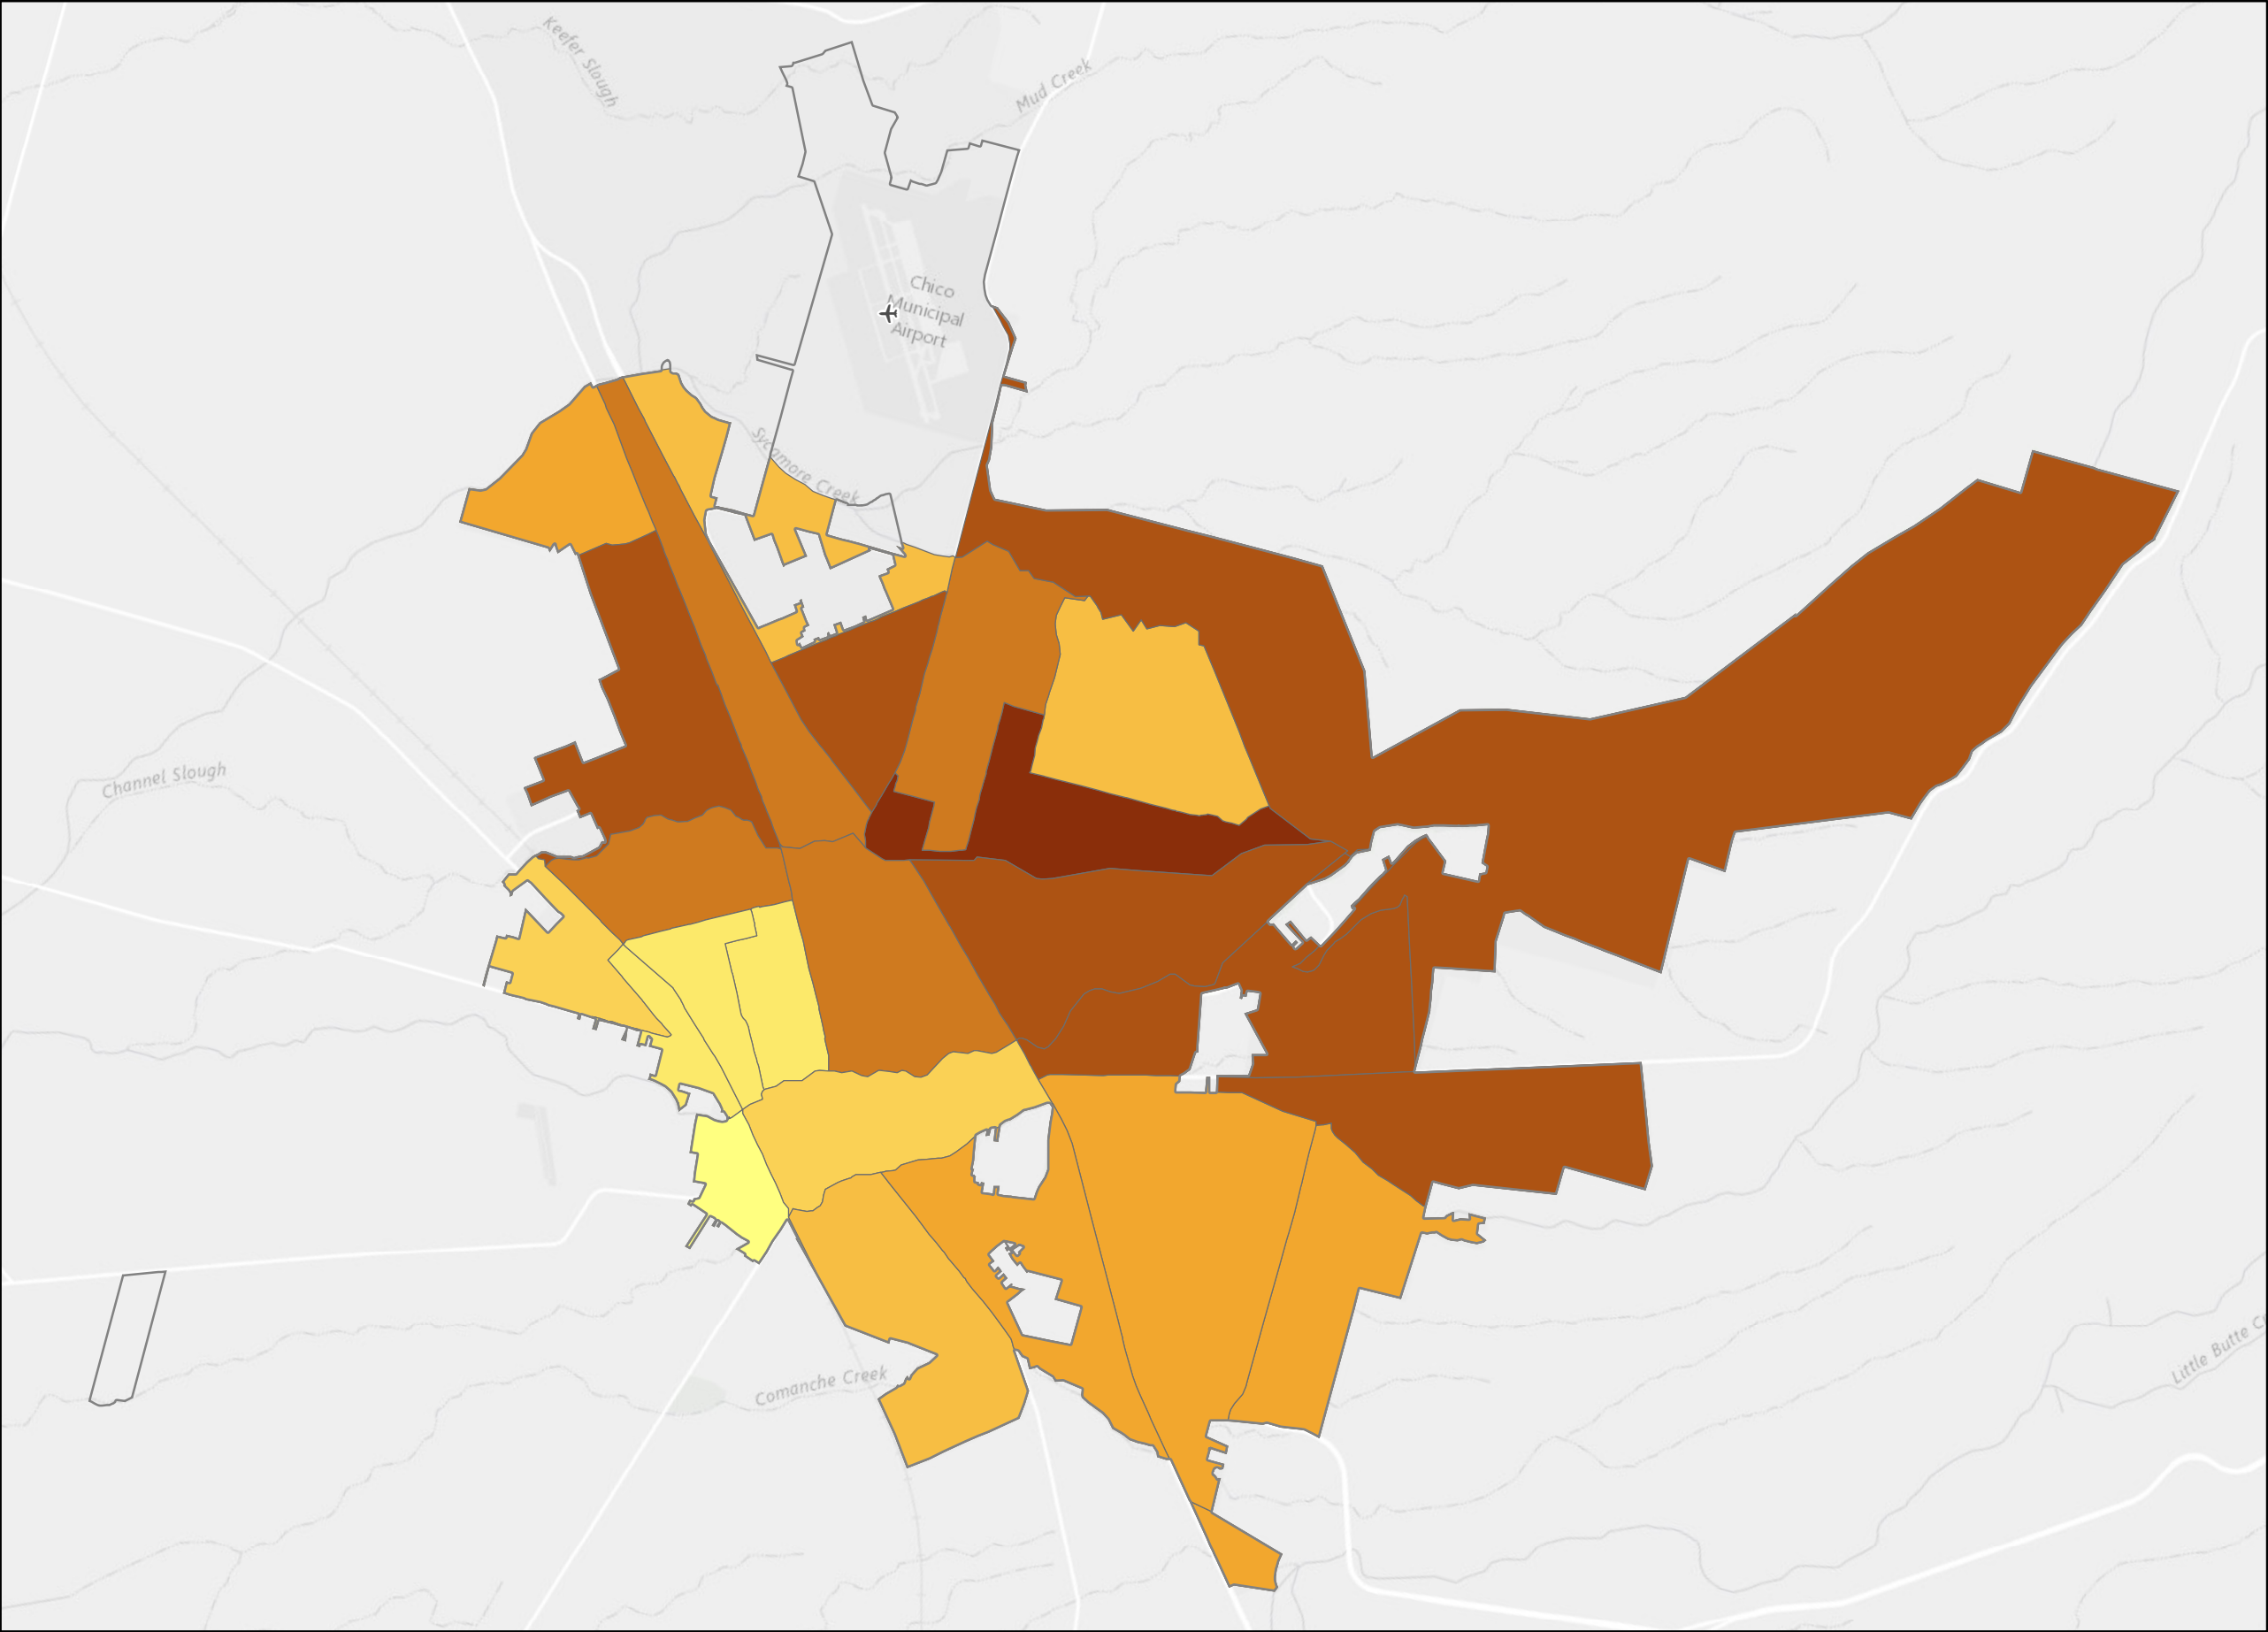 Keefer Slough
Mud Creek
Chico
Municipal
Airport
Sycamore Creek
Channel Slough
Comanche Creek
Little Butte C